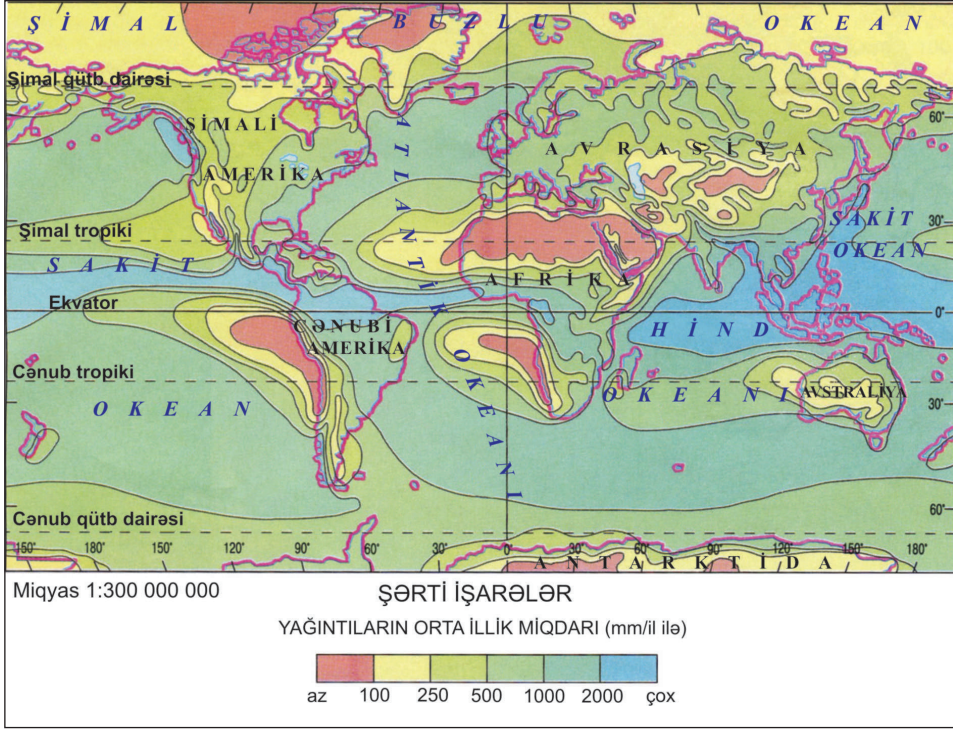 ŞİMAL BUZLU OKEAN
Şimal qütb dairəsi
60'
ŞİMALİ
AMERİKA
AVRASİYA
ATLANTİK
30'
Şimal tropiki
SAKİT
OKEAN
SAKİT
AFRİKA
Ekvator
0'
CƏNUBİ
AMERİKA
HİND
Cənub tropiki
OKEAN
OKEANI
OKEANI
AVSTRALİYA
30'
60'
Cənub qütb dairəsi
150' 180' 120' 90' 60' 30' 0 30' 60' 90' 120' 150' 180'
ANTARKTİDA
Miqyas 1:300 000 000
ŞƏRTİ İŞARƏLƏR
YAĞINTILARIN ORTA İLLİK MİQDARI (mm/il ilə)
az 100 250 500 1000 2000 çox